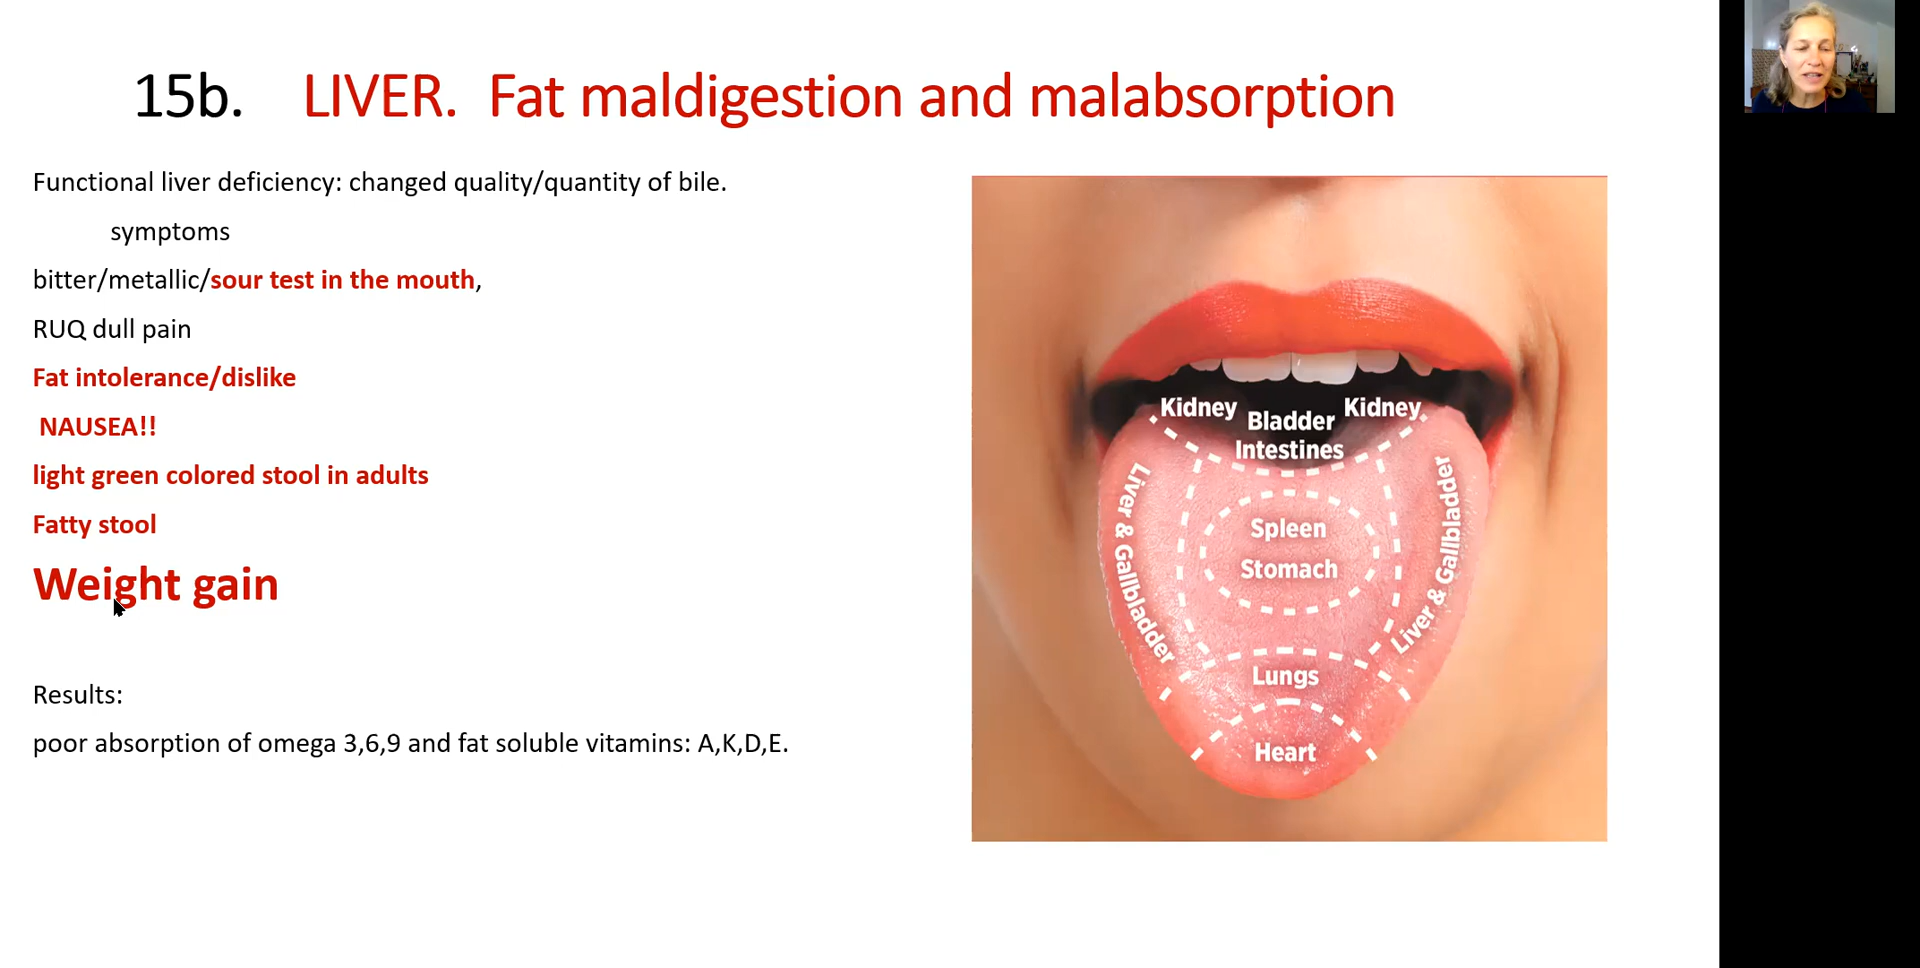 15b. LIVER. Fat maldigestion and malabsorption
Functional liver deficiency: changed quality/quantity of bile.
symptoms
bitter/metallic/sour test in the mouth,
RUQ dull pain
Fat intolerance/dislike
NAUSEA!!
light green colored stool in adults
Fatty stool
Weight gain
Results:
poor absorption of omega 3,6,9 and fat soluble vitamins: A,K,D,E.
Kidney
Bladder
Kidney
Intestines
Liver & Gallbladder
Spleen
Stomach
Liver & Gallbladder
Lungs
Heart